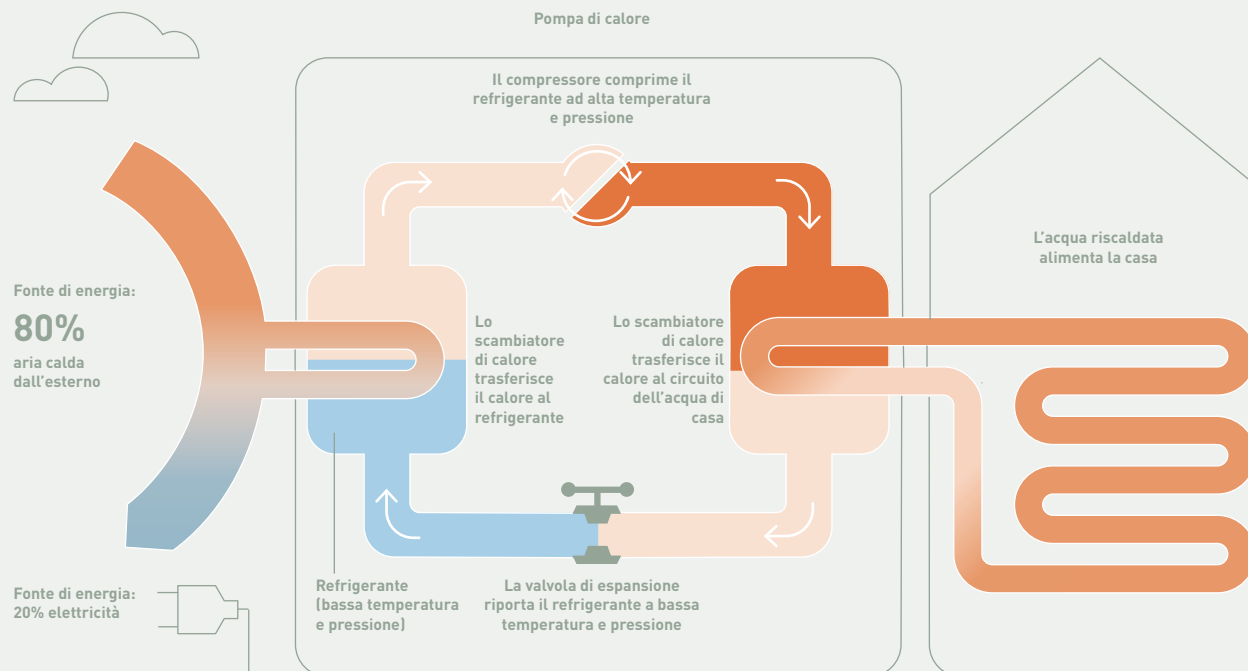 Pompa di calore
Il compressore comprime il
refrigerante ad alta temperatura
e pressione
Fonte di energia:
80%
aria calda
dall'esterno
Lo
scambiatore
di calore
trasferisce
il calore al
refrigerante
Lo scambiatore
di calore
trasferisce il
calore al circuito
dell'acqua di
casa
L'acqua riscaldata
alimenta la casa
Fonte di energia:
20% elettricità
Refrigerante
(bassa temperatura
e pressione)
La valvola di espansione
riporta il refrigerante a bassa
temperatura e pressione